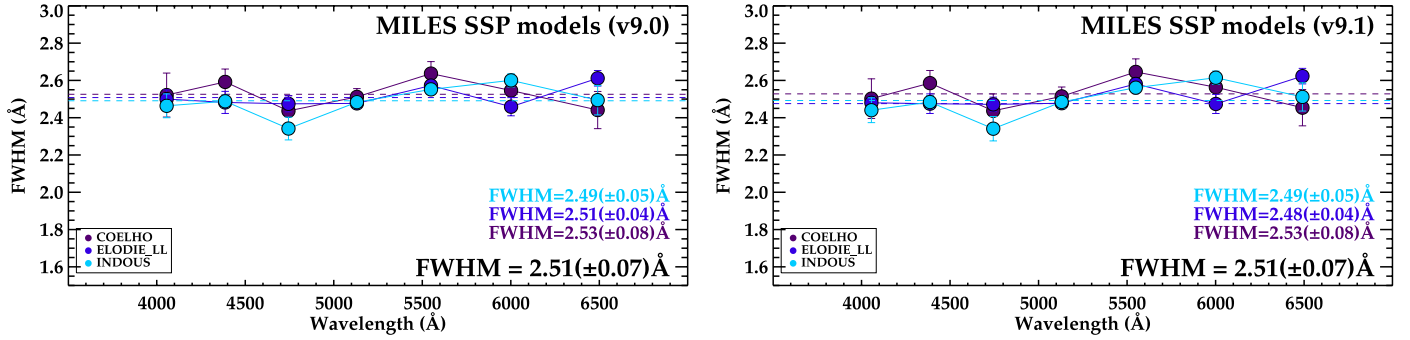 MILES SSP models (v9.0)
FWHM (Å)
3.0
2.8
2.6
2.4
2.2
2.0
1.8
1.6
FWHM=2.49(±0.05)Å
FWHM=2.51(±0.04)Å
FWHM=2.53(±0.08)Å
COELHO
ELODIE_LL
INDOUS
FWHM = 2.51(±0.07)Å
4000 4500 5000 5500 6000 6500
Wavelength (Å)
MILES SSP models (v9.1)
FWHM (Å)
3.0
2.8
2.6
2.4
2.2
2.0
1.8
1.6
FWHM=2.49(±0.05)Å
FWHM=2.48(±0.04)Å
FWHM=2.53(±0.08)Å
COELHO
ELODIE_LL
INDOUS
FWHM = 2.51(±0.07)Å
4000 4500 5000 5500 6000 6500
Wavelength (Å)